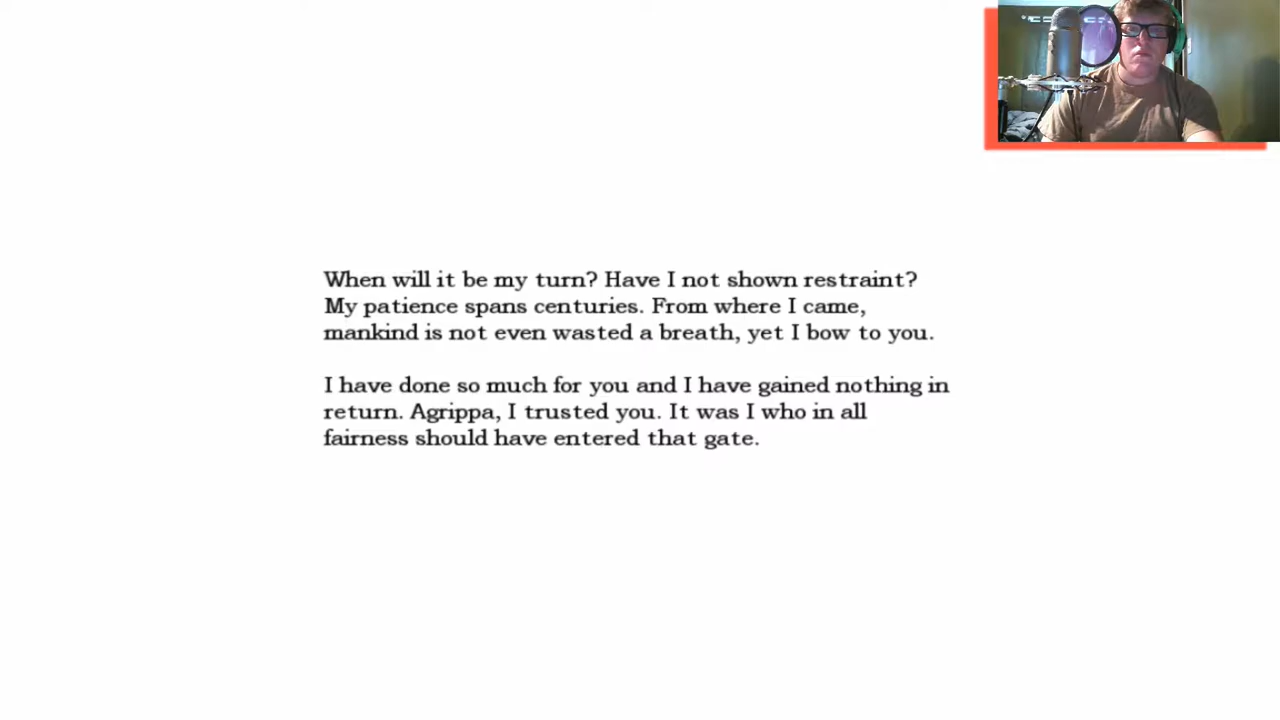 When will it be my turn? Have I not shown restraint?
My patience spans centuries. From where I came,
mankind is not even wasted a breath, yet I bow to you.
I have done so much for you and I have gained nothing in
return. Agrippa, I trusted you. It was I who in all
fairness should have entered that gate.